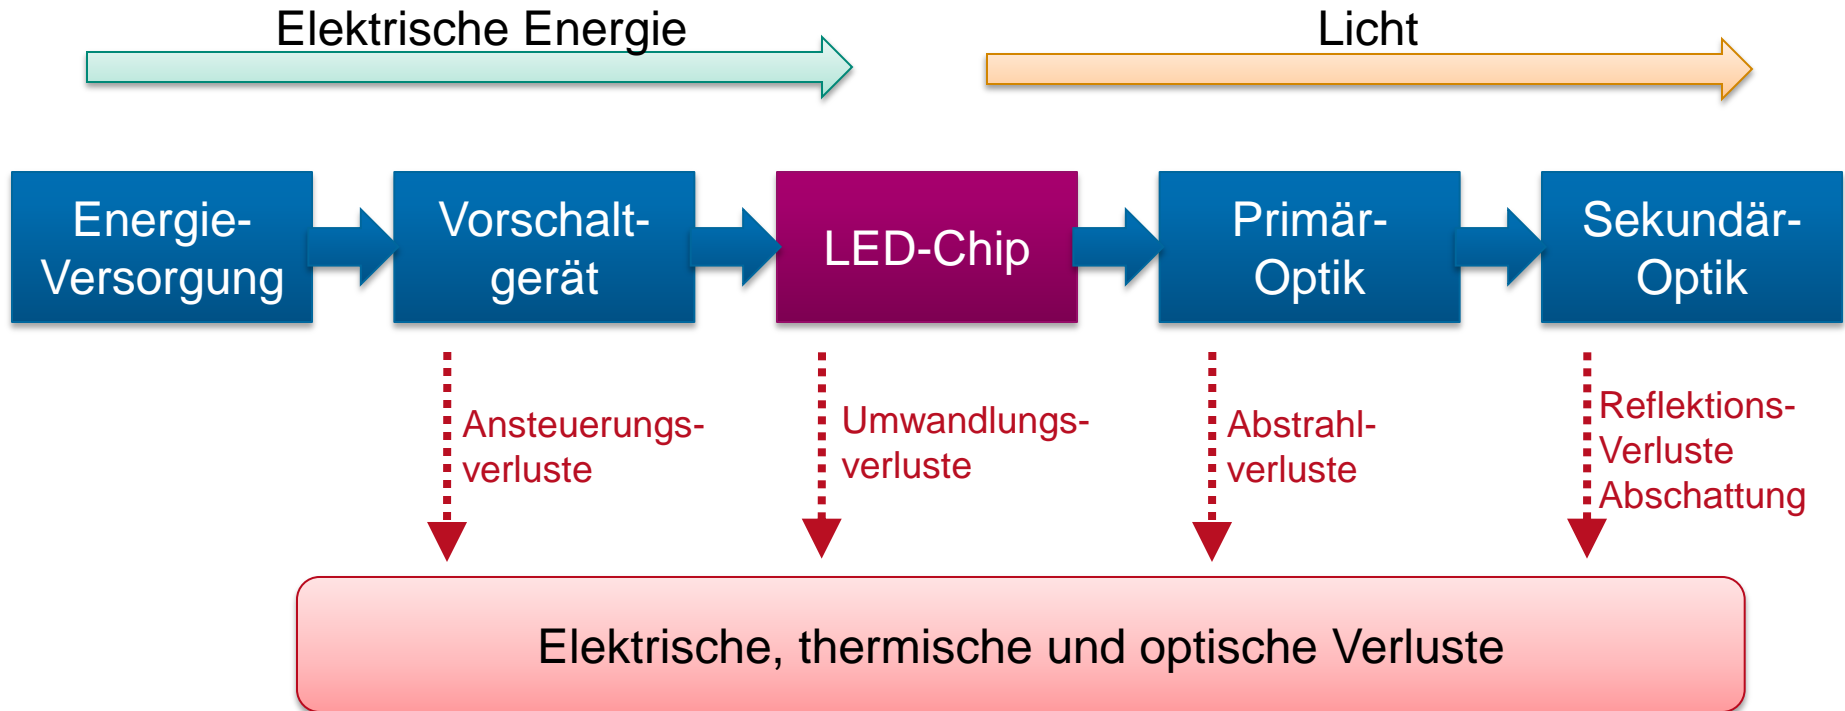 Elektrische Energie
Licht
Energie-
Versorgung
Vorschalt-
gerät
LED-Chip
Primär-
Optik
Sekundär-
Optik
Ansteuerungs-
verluste
Umwandlungs-
verluste
Abstrahl-
verluste
Reflektions-
Verluste
Abschattung
Elektrische, thermische und optische Verluste